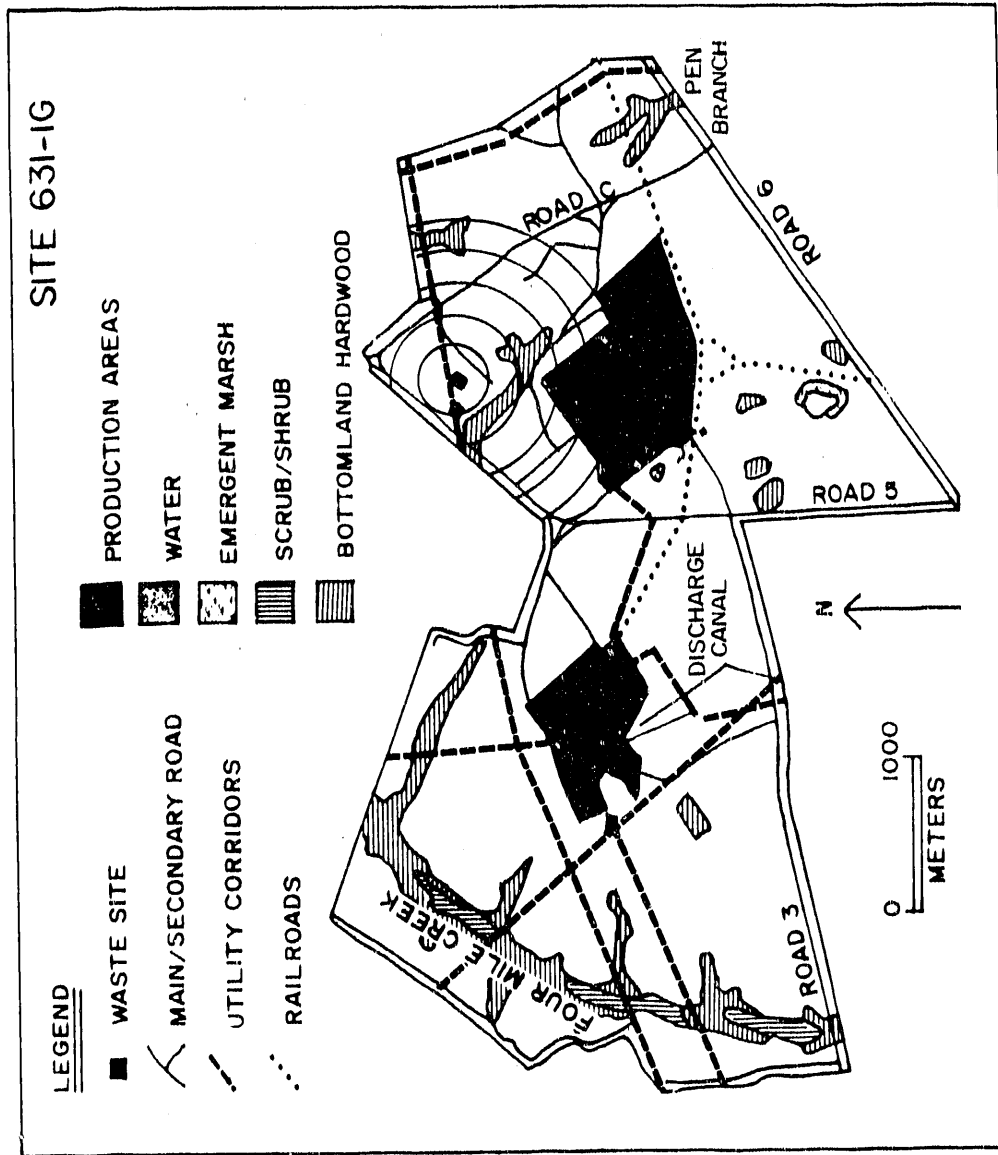 SITE 631-1G
LEGEND
WASTE SITE
MAIN/SECONDARY ROAD
UTILITY CORRIDORS
RAILROADS
PRODUCTION AREAS
WATER
EMERGENT MARSH
SCRUB/SHRUB
BOTTOMLAND HARDWOOD
FOUR MILE CREEK
ROAD C
PEN
BRANCH
ROAD 6
ROAD 5
DISCHARGE
CANAL
ROAD 3
N
0 1000
METERS